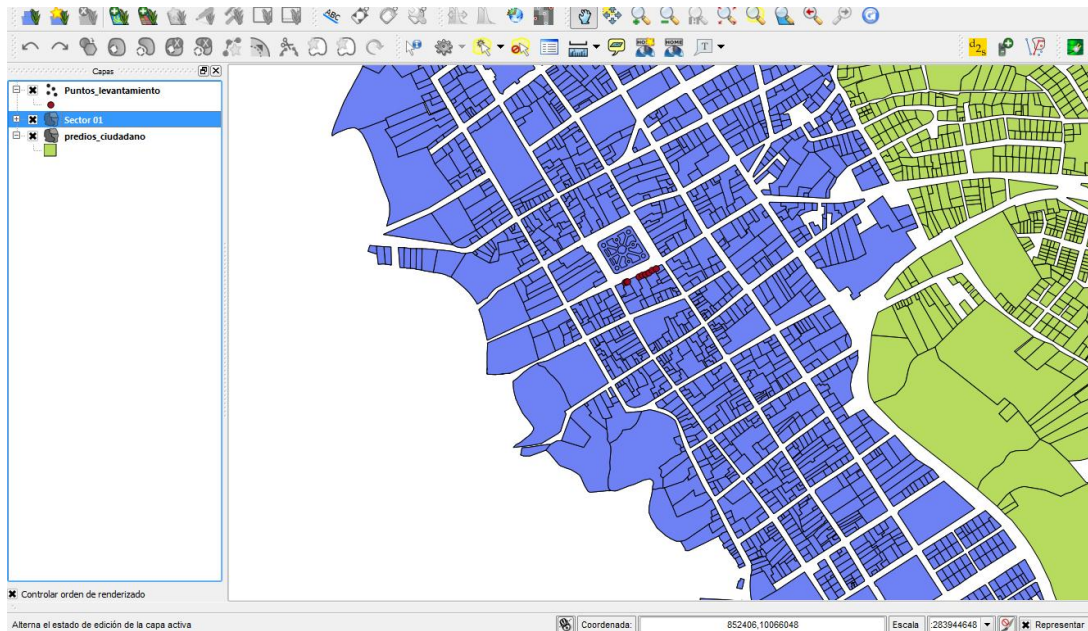 ABC
Capas
Puntos_levantamiento
Sector 01
predios_ciudadano
Controlar orden de renderizado
Alterna el estado de edición de la capa activa
Coordenada:
852406,10066048
Escala
:283944648
Representar